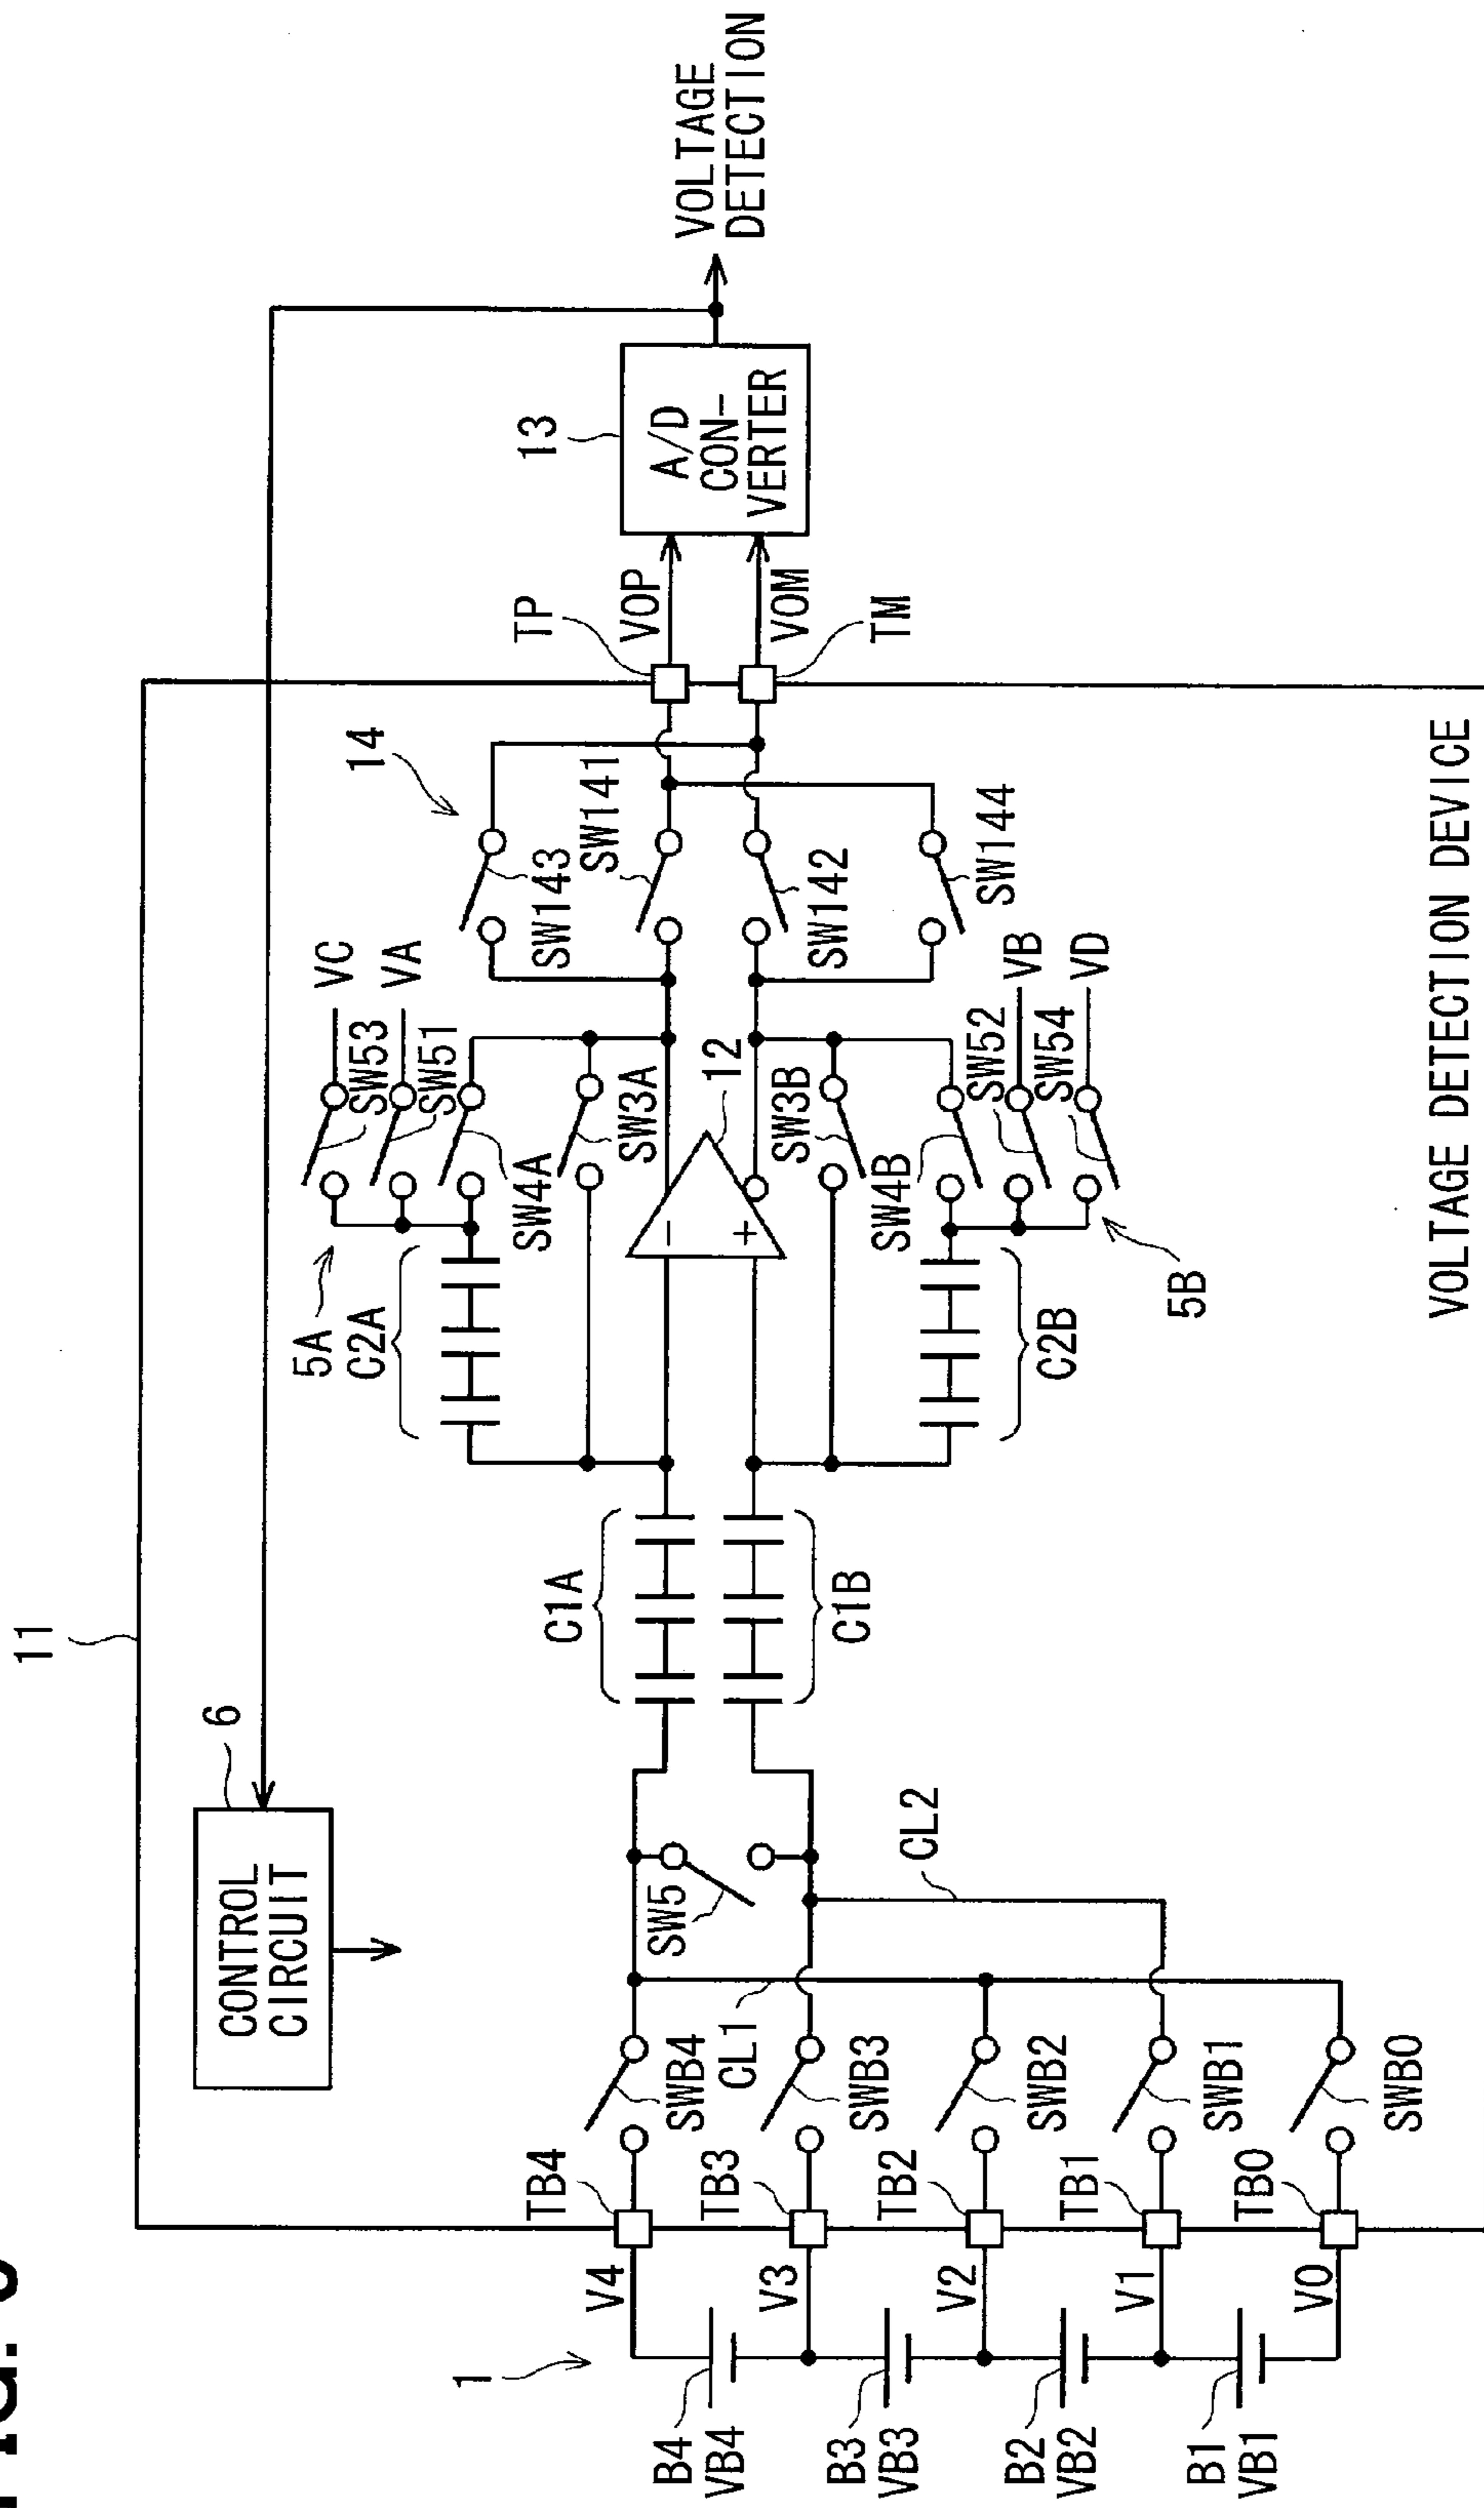 11
CONTROL
CIRCUIT
6
VOLTAGE
DETECTION
13
A/D
CON-
VERTER
TP
VOP
VOM
TM
14
SW143
SW141
SW142
SW144
VC
VA
SW53
SW51
SW4A
SW3A
12
−
+
SW3B
SW4B
SW52
SW54
VB
VD
5A
C2A
C2B
5B
C1A
C1B
SW5
CL2
CL1
SWB4
SWB3
SWB2
SWB1
SWB0
TB4
TB3
TB2
TB1
TB0
V4
V3
V2
V1
V0
1
B4
VB4
B3
VB3
B2
VB2
B1
VB1
VOLTAGE DETECTION DEVICE